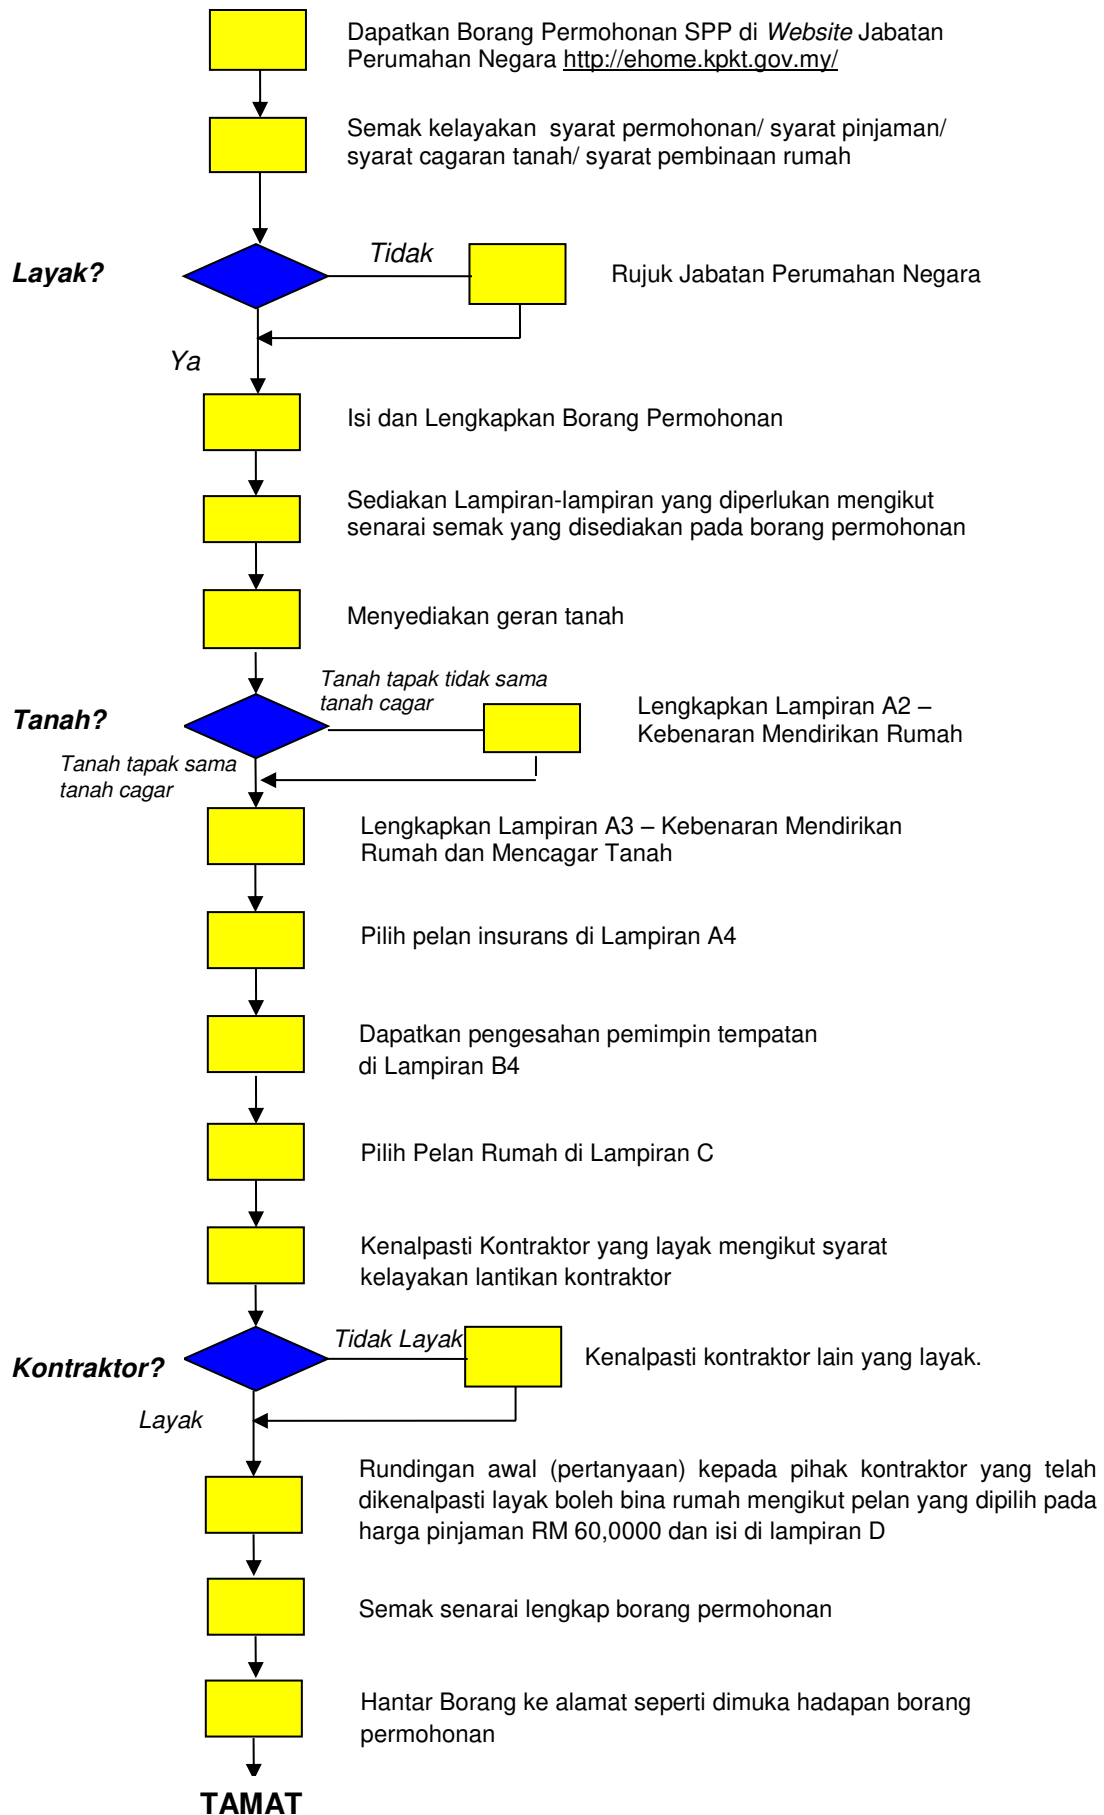 Dapatkan Borang Permohonan SPP di Website Jabatan
Perumahan Negara http://ehome.kpkt.gov.my/
Semak kelayakan syarat permohonan/ syarat pinjaman/
syarat cagaran tanah/ syarat pembinaan rumah
Layak?
Tidak
Rujuk Jabatan Perumahan Negara
Ya
Isi dan Lengkapkan Borang Permohonan
Sediakan Lampiran-lampiran yang diperlukan mengikut
senarai semak yang disediakan pada borang permohonan
Menyediakan geran tanah
Tanah?
Tanah tapak tidak sama
tanah cagar
Lengkapkan Lampiran A2 –
Kebenaran Mendirikan Rumah
Tanah tapak sama
tanah cagar
Lengkapkan Lampiran A3 – Kebenaran Mendirikan
Rumah dan Mencagar Tanah
Pilih pelan insurans di Lampiran A4
Dapatkan pengesahan pemimpin tempatan
di Lampiran B4
Pilih Pelan Rumah di Lampiran C
Kenalpasti Kontraktor yang layak mengikut syarat
kelayakan lantikan kontraktor
Kontraktor?
Tidak Layak
Kenalpasti kontraktor lain yang layak.
Layak
Rundingan awal (pertanyaan) kepada pihak kontraktor yang telah
dikenalpasti layak boleh bina rumah mengikut pelan yang dipilih pada
harga pinjaman RM 60,0000 dan isi di lampiran D
Semak senarai lengkap borang permohonan
Hantar Borang ke alamat seperti dimuka hadapan borang
permohonan
TAMAT